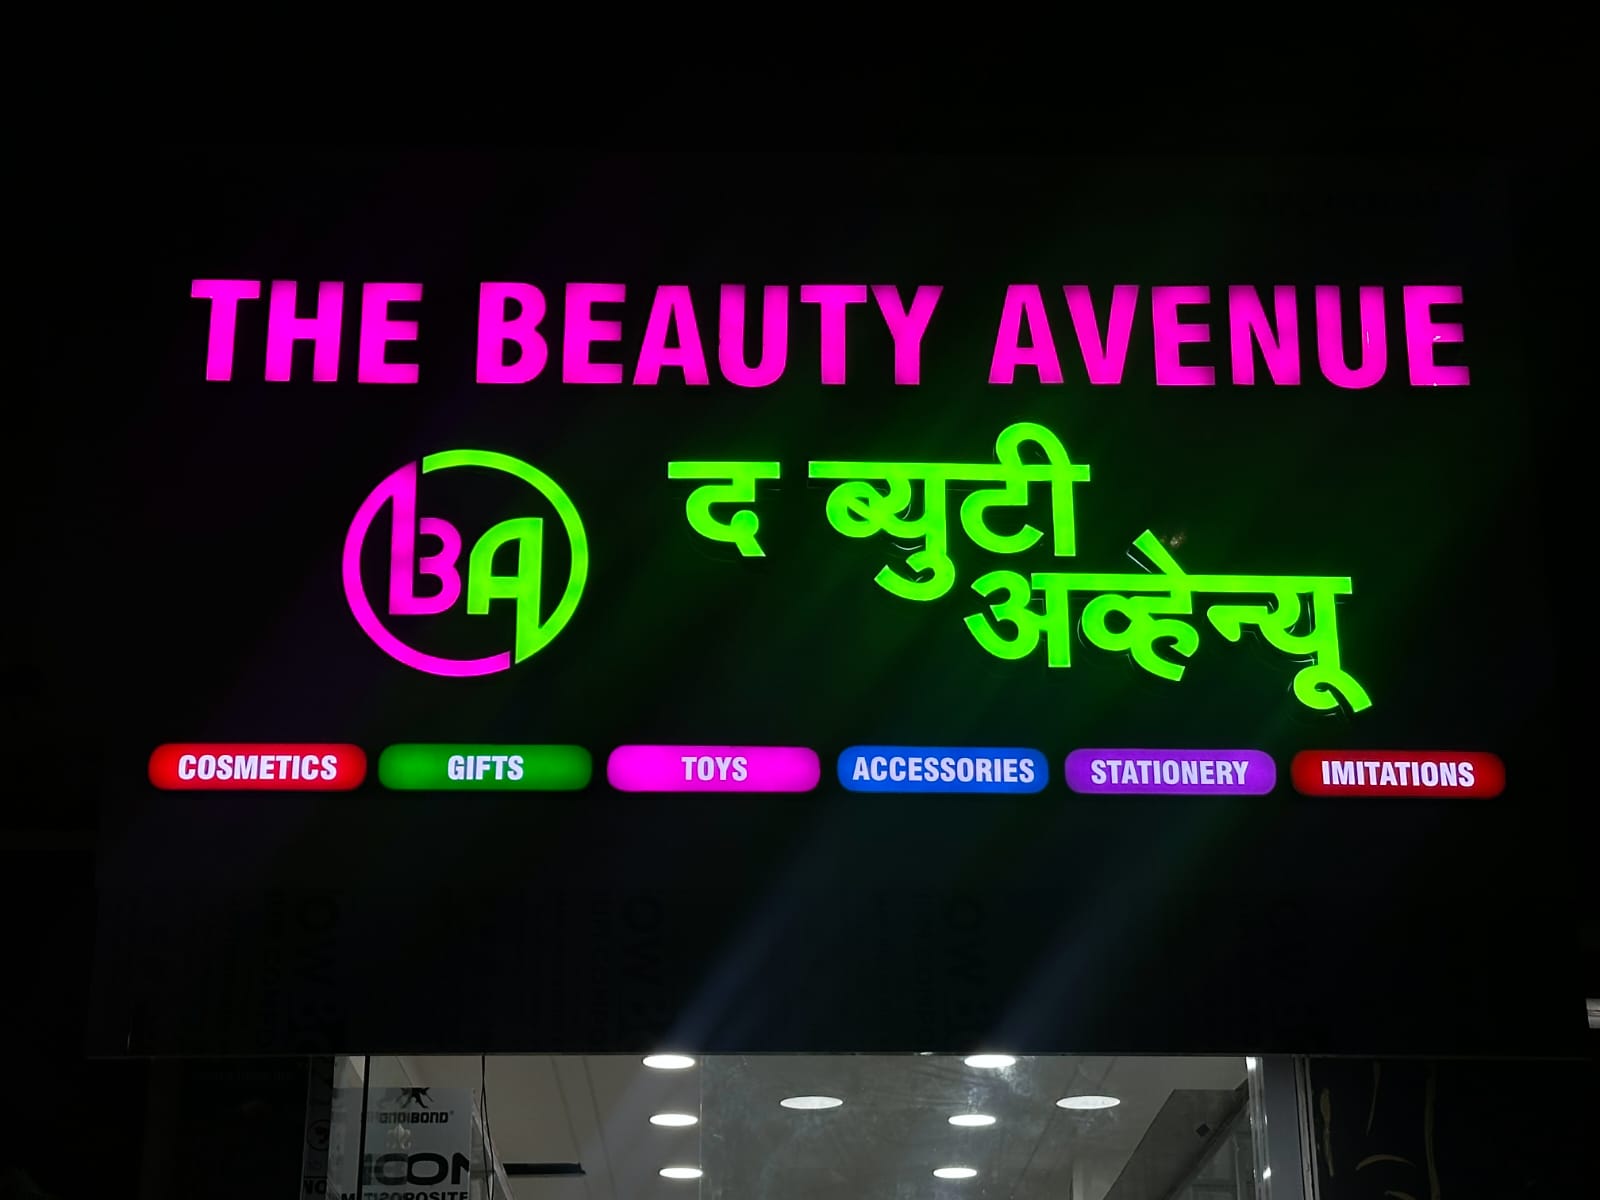 THE BEAUTY AVENUE
BA
द ब्युटी
अव्हेन्यू
COSMETICS
GIFTS
TOYS
ACCESSORIES
STATIONERY
IMITATIONS